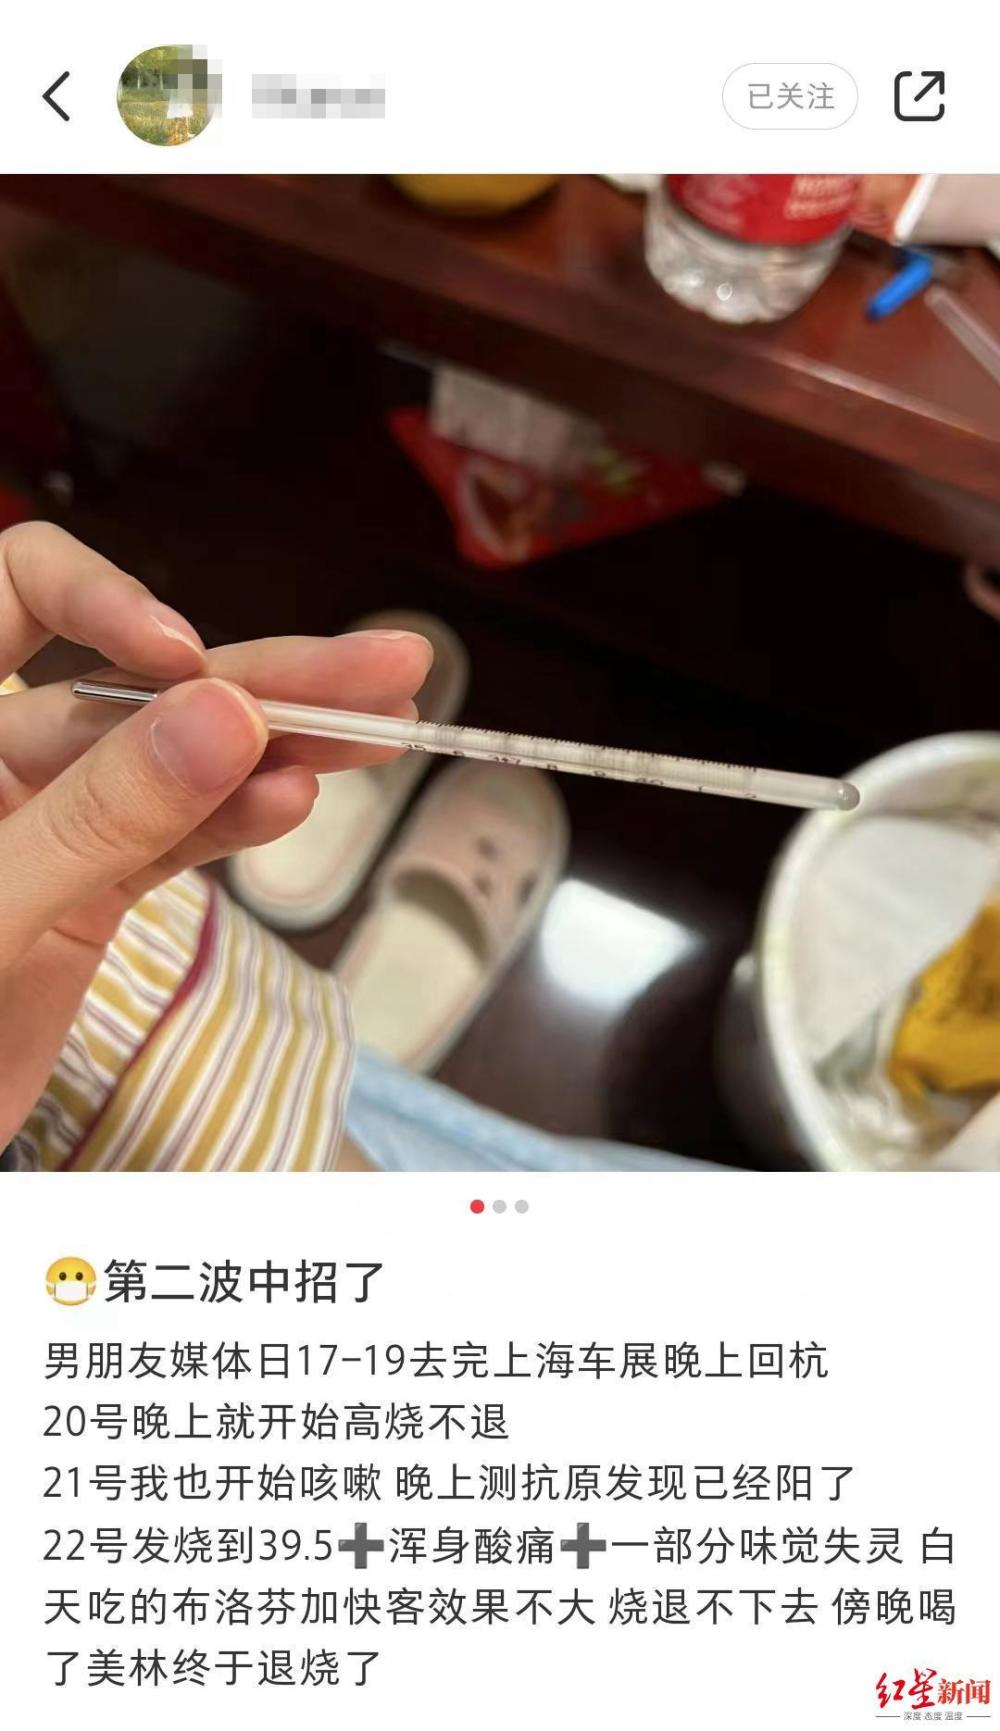 已关注
😷第二波中招了
男朋友媒体日17-19去完上海车展晚上回杭
20号晚上就开始高烧不退
21号我也开始咳嗽 晚上测抗原发现已经阳了
22号发烧到39.5➕浑身酸痛➕一部分味觉失灵 白
天吃的布洛芬加快客效果不大 烧退不下去 傍晚喝
了美林终于退烧了
红星新闻
深度 态度 温度